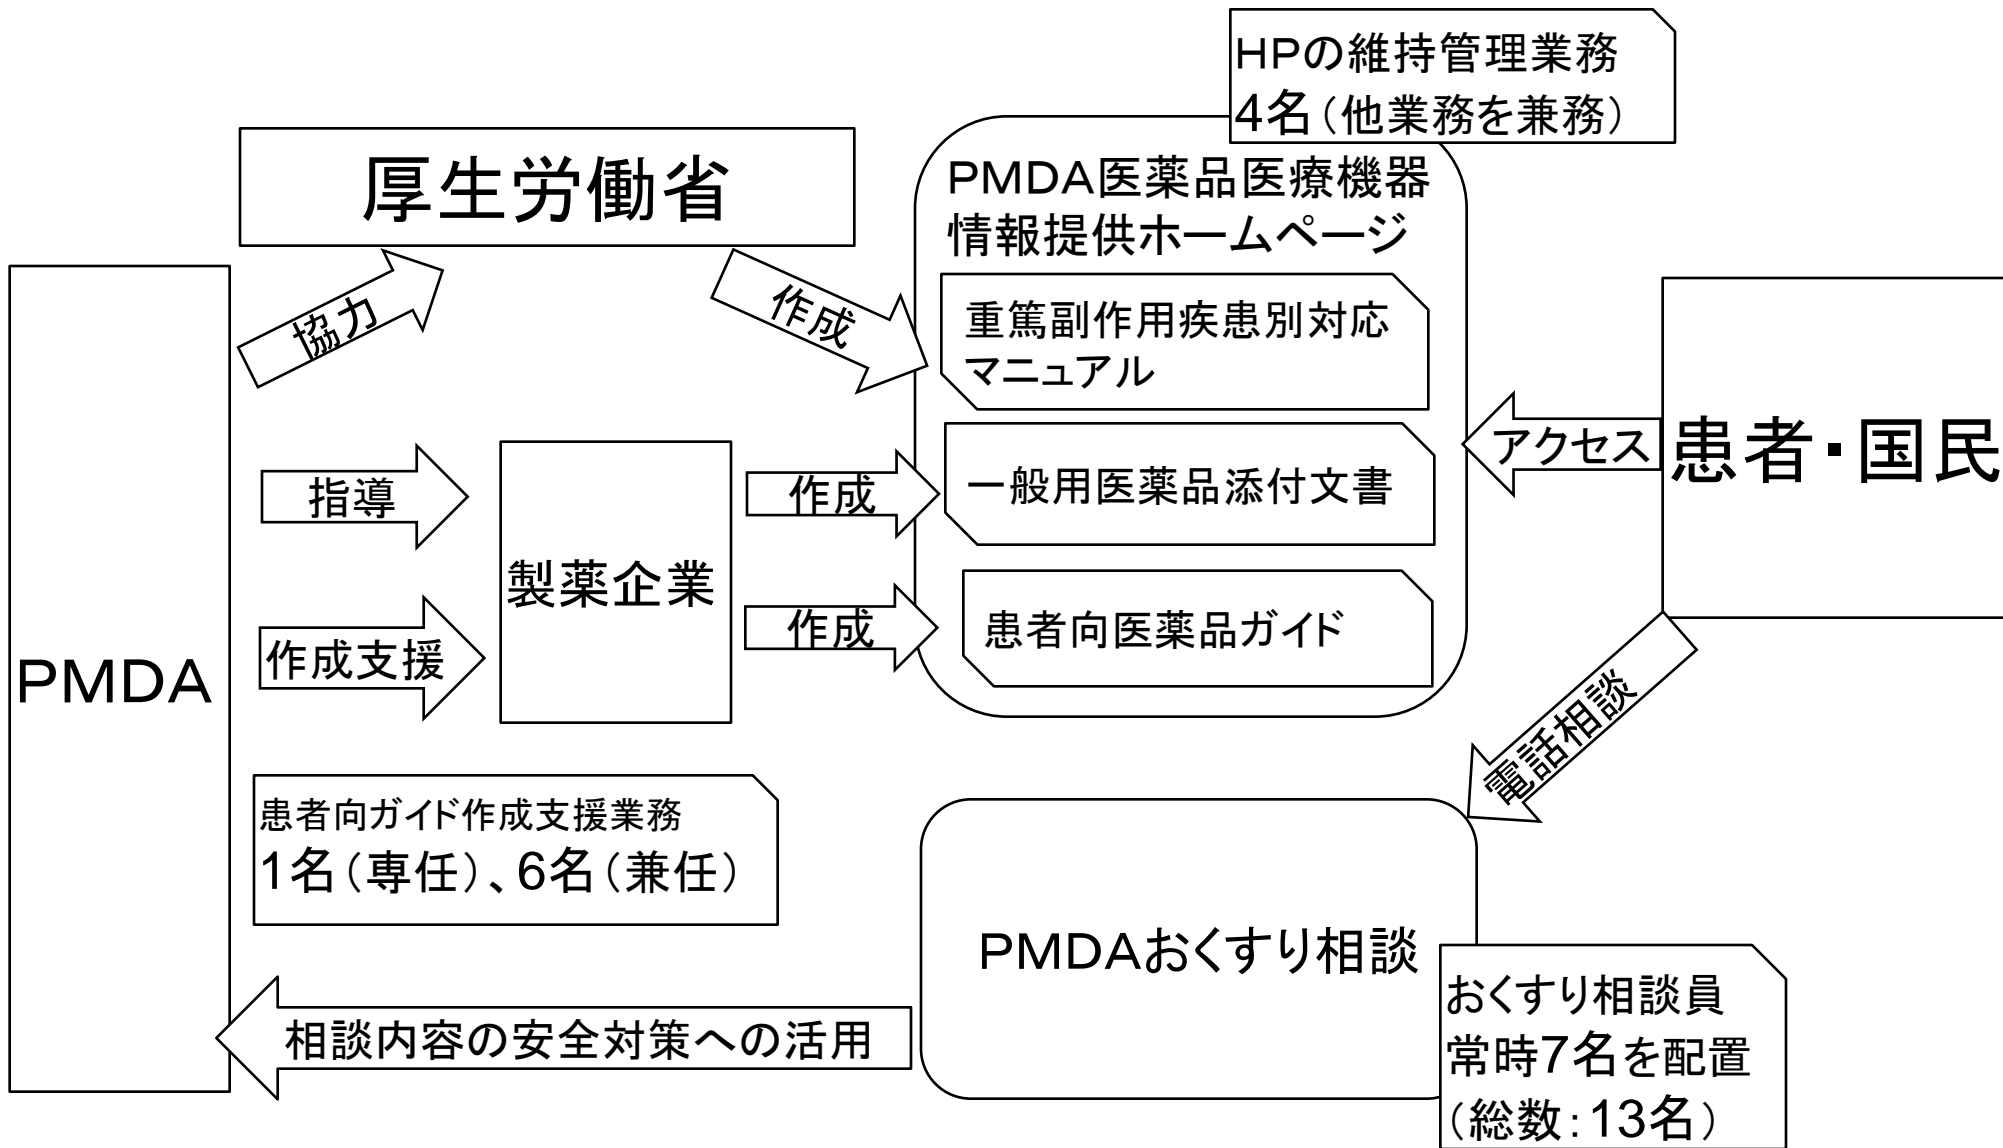 HPの維持管理業務
4名（他業務を兼務）
厚生労働省
PMDA医薬品医療機器
情報提供ホームページ
協力
作成
重篤副作用疾患別対応
マニュアル
PMDA
指導
製薬企業
作成
一般用医薬品添付文書
アクセス
患者・国民
作成支援
作成
患者向医薬品ガイド
電話相談
患者向ガイド作成支援業務
1名（専任）、6名（兼任）
PMDAおくすり相談
相談内容の安全対策への活用
おくすり相談員
常時7名を配置
（総数：13名）